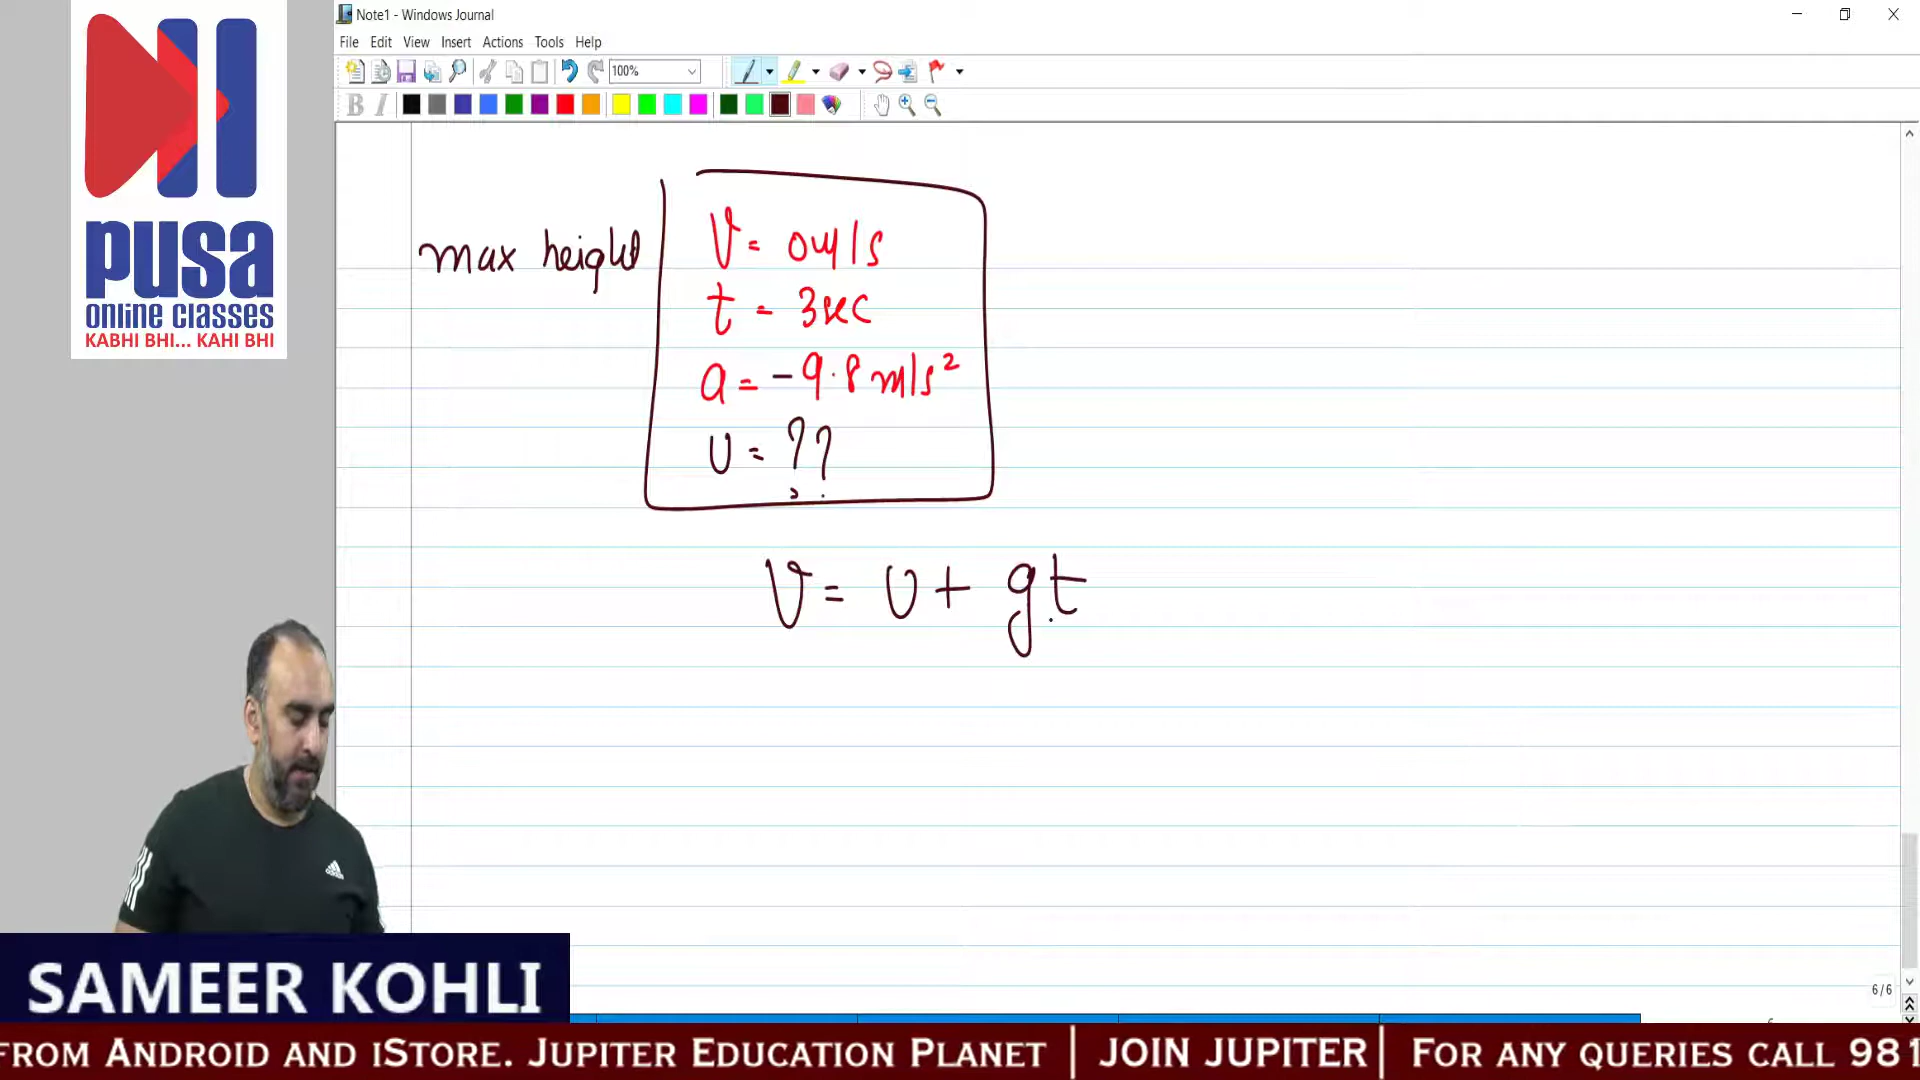 Note1 - Windows Journal
File Edit View Insert Actions Tools Help
100%
B I
PUSA
online classes
KABHI BHI... KAHI BHI
max height
V = 0m/s
t = 3sec
a = -9.8m/s²
U = ??
V = U + gt
6/6
SAMEER KOHLI
FROM ANDROID AND ISTORE. JUPITER EDUCATION PLANET | JOIN JUPITER | FOR ANY QUERIES CALL 981